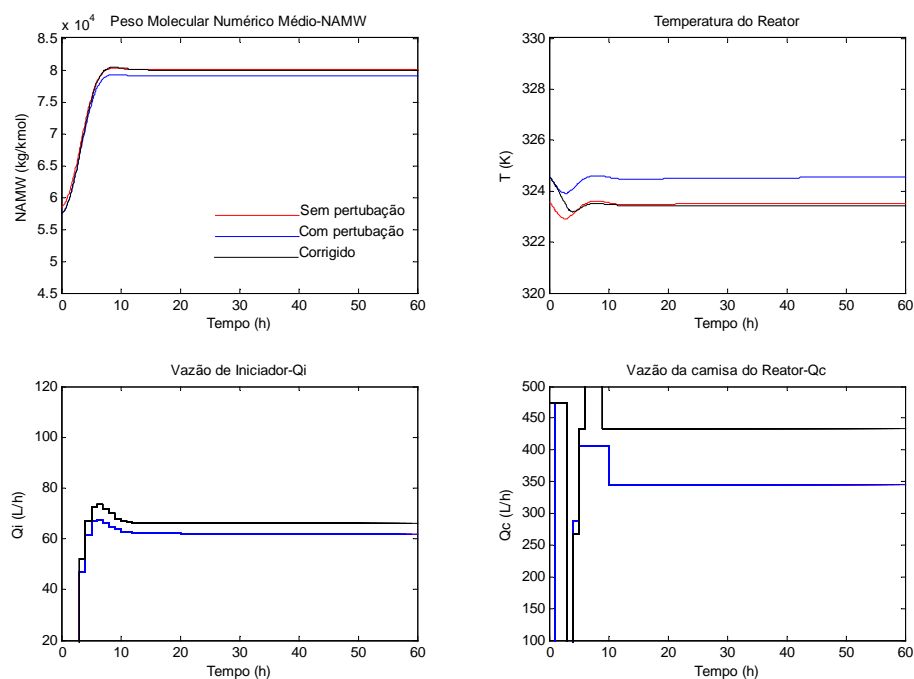 Peso Molecular Numérico Médio-NAMW
x 10^4
8.5
8
7.5
7
6.5
6
5.5
5
4.5
NAMW (kg/kmol)
Sem pertubação
Com pertubação
Corrigido
0 10 20 30 40 50 60
Tempo (h)
Temperatura do Reator
330
328
326
324
322
320
T (K)
0 10 20 30 40 50 60
Tempo (h)
Vazão de Iniciador-Qi
120
100
80
60
40
20
Qi (L/h)
0 10 20 30 40 50 60
Tempo (h)
Vazão da camisa do Reator-Qc
500
450
400
350
300
250
200
150
100
Qc (L/h)
0 10 20 30 40 50 60
Tempo (h)